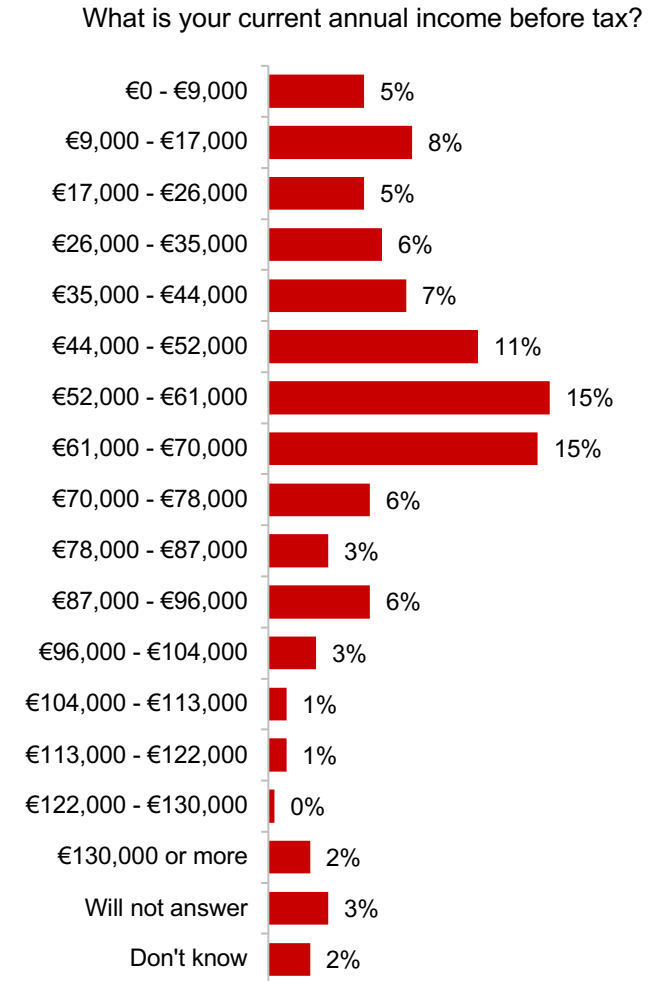 What is your current annual income before tax?
€0 - €9,000 5%
€9,000 - €17,000 8%
€17,000 - €26,000 5%
€26,000 - €35,000 6%
€35,000 - €44,000 7%
€44,000 - €52,000 11%
€52,000 - €61,000 15%
€61,000 - €70,000 15%
€70,000 - €78,000 6%
€78,000 - €87,000 3%
€87,000 - €96,000 6%
€96,000 - €104,000 3%
€104,000 - €113,000 1%
€113,000 - €122,000 1%
€122,000 - €130,000 0%
€130,000 or more 2%
Will not answer 3%
Don't know 2%